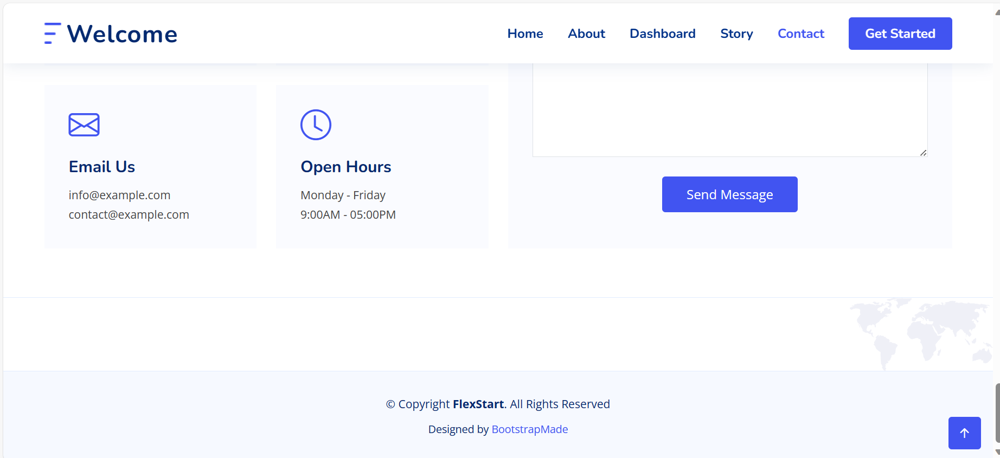 Welcome
Home About Dashboard Story Contact Get Started
Email Us
info@example.com
contact@example.com
Open Hours
Monday - Friday
9:00AM - 05:00PM
Send Message
© Copyright FlexStart. All Rights Reserved
Designed by BootstrapMade